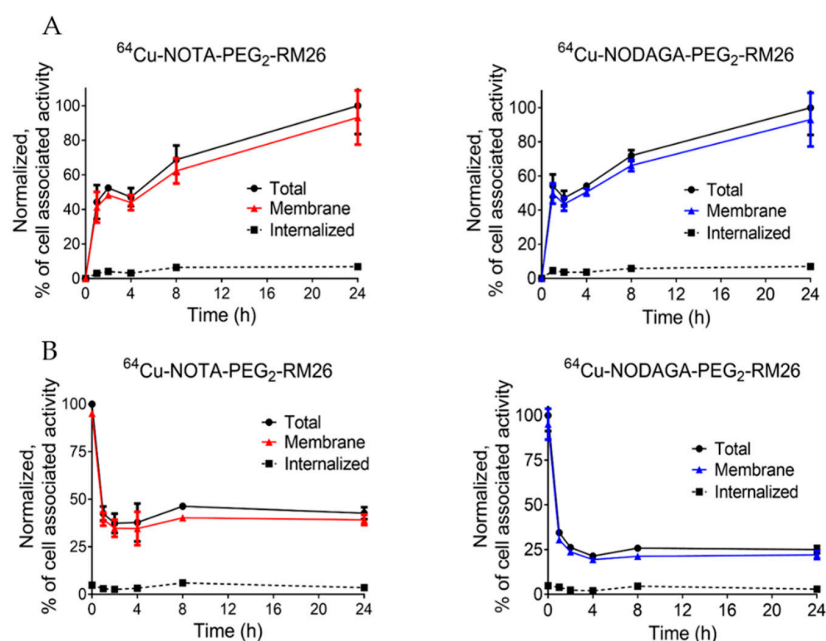 A
⁶⁴Cu-NOTA-PEG₂-RM26
Normalized,
% of cell associated activity
100
80
60
40
20
0
Total
Membrane
Internalized
0 4 8 12 16 20 24
Time (h)
⁶⁴Cu-NODAGA-PEG₂-RM26
Normalized,
% of cell associated activity
100
80
60
40
20
0
Total
Membrane
Internalized
0 4 8 12 16 20 24
Time (h)
B
⁶⁴Cu-NOTA-PEG₂-RM26
Normalized,
% of cell associated activity
100
75
50
25
0
Total
Membrane
Internalized
0 4 8 12 16 20 24
Time (h)
⁶⁴Cu-NODAGA-PEG₂-RM26
Normalized,
% of cell associated activity
100
75
50
25
0
Total
Membrane
Internalized
0 4 8 12 16 20 24
Time (h)